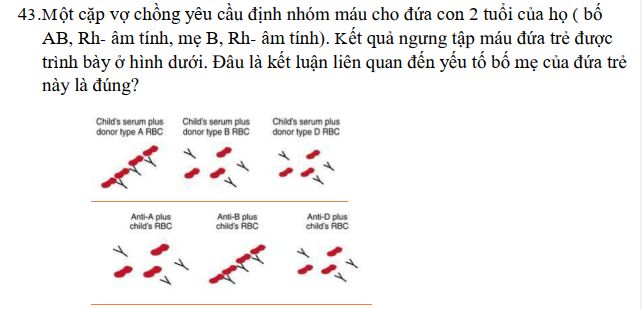 43.Một cặp vợ chồng yêu cầu định nhóm máu cho đứa con 2 tuổi của họ ( bố
AB, Rh- âm tính, mẹ B, Rh- âm tính). Kết quả ngưng tập máu đứa trẻ được
trình bày ở hình dưới. Đâu là kết luận liên quan đến yếu tố bố mẹ của đứa trẻ
này là đúng?
Child's serum plus donor type A RBC
Child's serum plus donor type B RBC
Child's serum plus donor type D RBC
Anti-A plus child's RBC
Anti-B plus child's RBC
Anti-D plus child's RBC